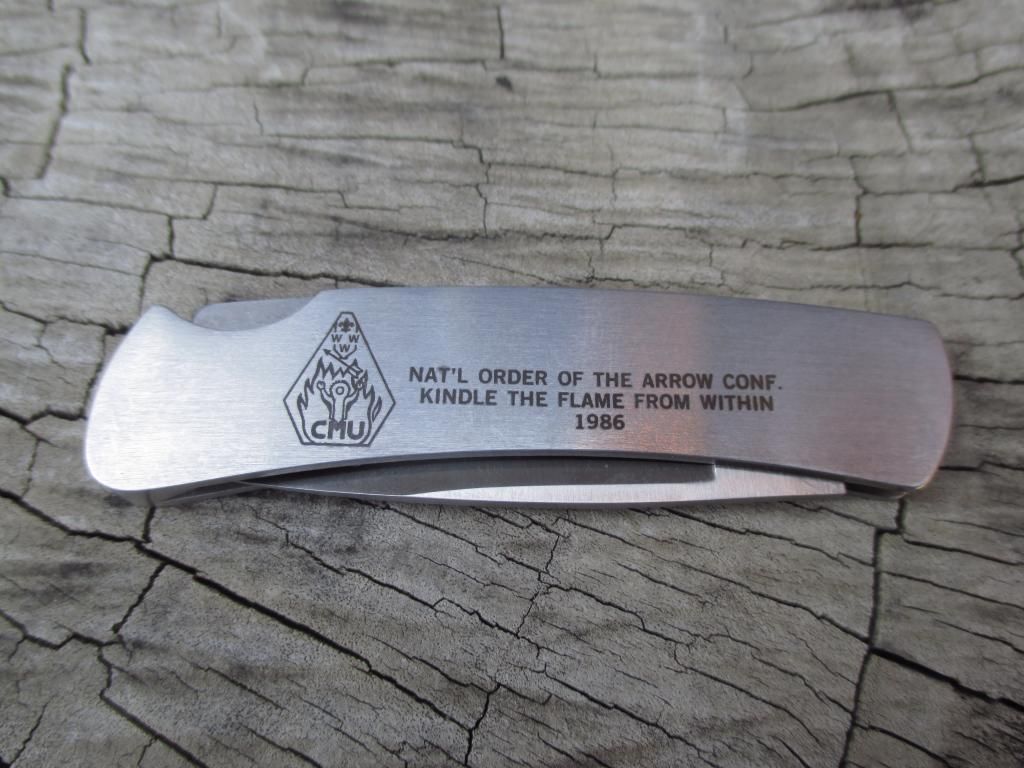 W W
W
CMU
NAT'L ORDER OF THE ARROW CONF.
KINDLE THE FLAME FROM WITHIN
1986